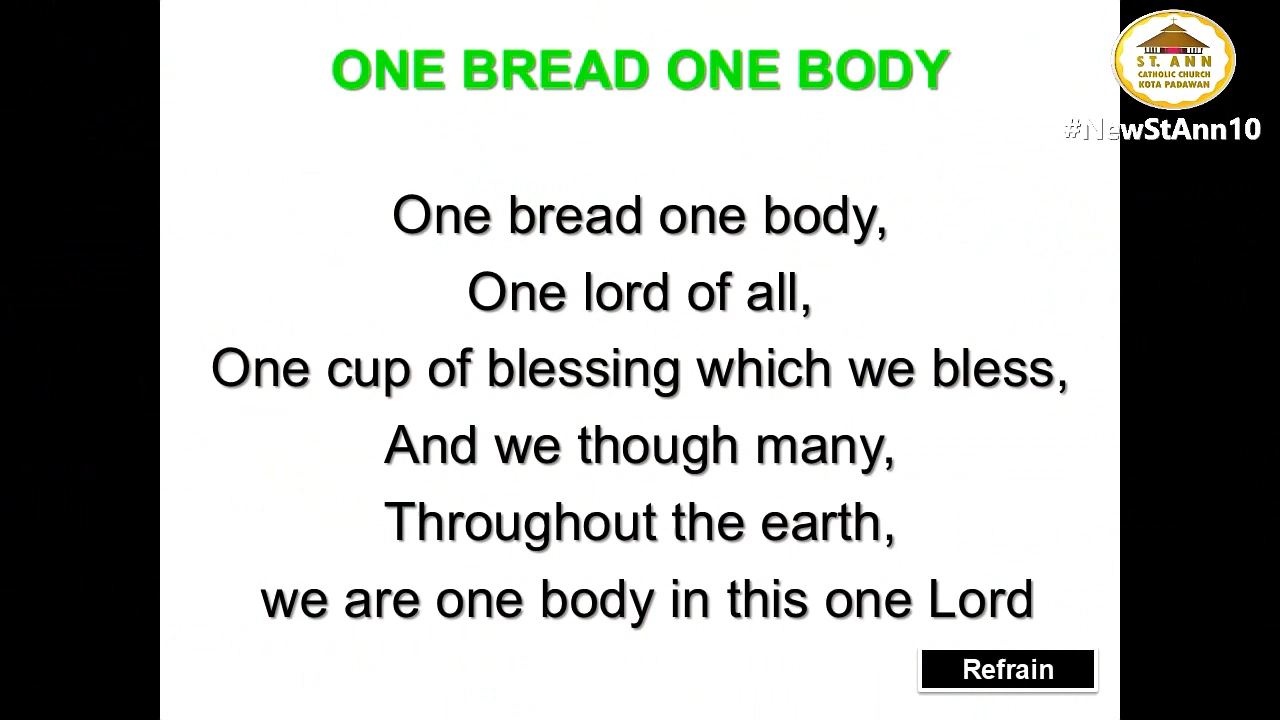 ONE BREAD ONE BODY
ST. ANN
CATHOLIC CHURCH
KOTA PADAWAN
#NewStAnn10
One bread one body,
One lord of all,
One cup of blessing which we bless,
And we though many,
Throughout the earth,
we are one body in this one Lord
Refrain